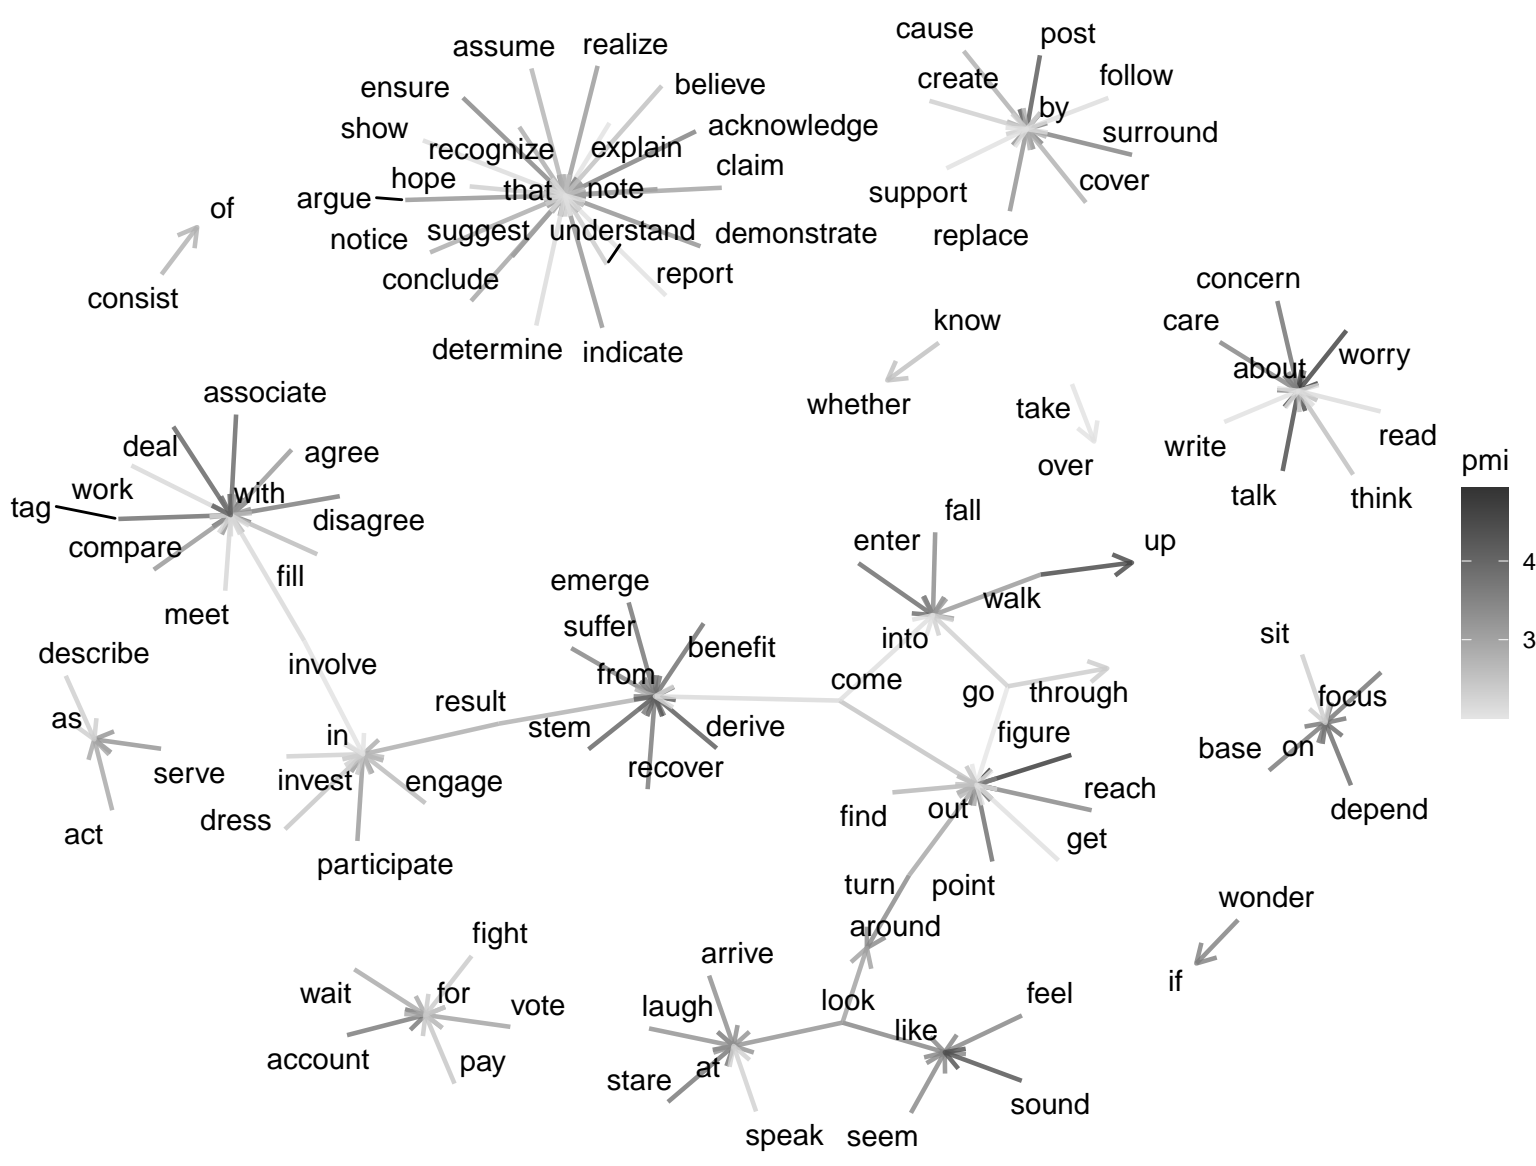 cause
post
assume
realize
create
follow
ensure
believe
by
show
acknowledge
surround
recognize
explain
claim
hope
that
note
cover
argue
support
of
notice
suggest
understand
demonstrate
replace
conclude
report
concern
consist
know
care
determine
indicate
worry
about
associate
whether
take
read
deal
agree
write
over
pmi
work
with
talk
think
tag
disagree
fall
compare
enter
up
4
fill
emerge
meet
walk
suffer
into
sit
3
describe
involve
from
benefit
come
go
through
focus
result
as
in
stem
derive
figure
base
on
serve
invest
engage
recover
out
reach
depend
act
dress
find
get
participate
turn
point
wonder
fight
around
arrive
if
wait
for
vote
laugh
look
feel
like
account
pay
stare
at
sound
speak
seem